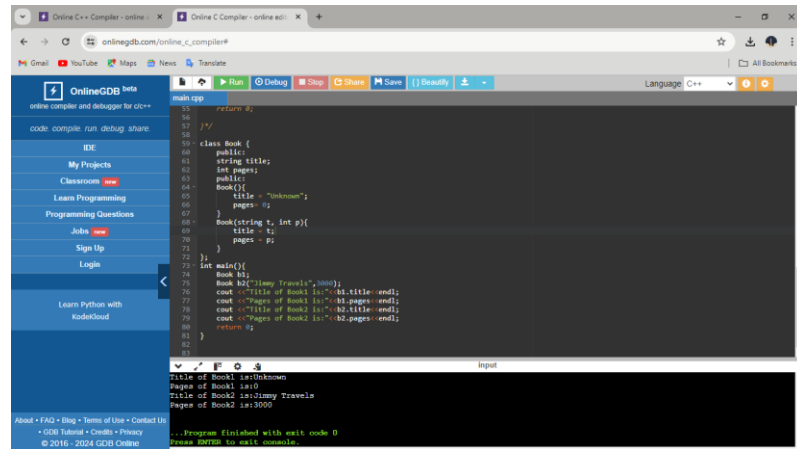 Online C++ Compiler - online e
Online C Compiler - online edit
onlinegdb.com/online_c_compiler#
Gmail YouTube Maps News Translate All Bookmarks
OnlineGDB beta
online compiler and debugger for c/c++
code. compile. run. debug. share.
IDE
My Projects
Classroom new
Learn Programming
Programming Questions
Jobs new
Sign Up
Login
Learn Python with
KodeKloud
About • FAQ • Blog • Terms of Use • Contact Us
• GDB Tutorial • Credits • Privacy
© 2016 - 2024 GDB Online
Run Debug Stop Share Save {} Beautify Language C++
main.cpp
55 return 0;
56
57 }*/
58
59 class Book {
60 public:
61 string title;
62 int pages;
63 public:
64 Book(){
65 title = "Unknown";
66 pages= 0;
67 }
68 Book(string t, int p){
69 title = t;
70 pages = p;
71 }
72 };
73 int main(){
74 Book b1;
75 Book b2("Jimmy Travels",3000);
76 cout <<"Title of Book1 is:"<<b1.title<<endl;
77 cout <<"Pages of Book1 is:"<<b1.pages<<endl;
78 cout <<"Title of Book2 is:"<<b2.title<<endl;
79 cout <<"Pages of Book2 is:"<<b2.pages<<endl;
80 return 0;
81 }
82
83
input
Title of Book1 is:Unknown
Pages of Book1 is:0
Title of Book2 is:Jimmy Travels
Pages of Book2 is:3000
...Program finished with exit code 0
Press ENTER to exit console.